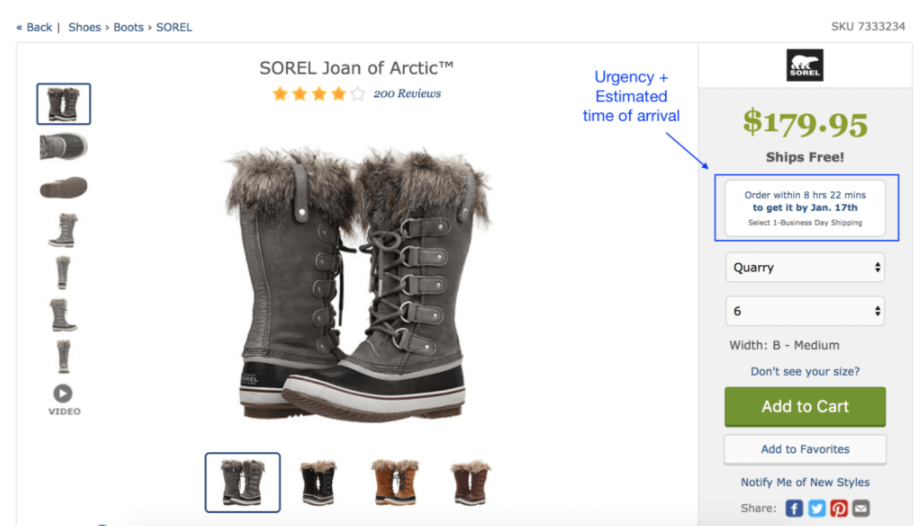 « Back | Shoes › Boots › SOREL
SKU 7333234
SOREL Joan of Arctic™
200 Reviews
Urgency +
Estimated
time of arrival
SOREL
$179.95
Ships Free!
Order within 8 hrs 22 mins
to get it by Jan. 17th
Select 1-Business Day Shipping
Quarry
6
Width: B - Medium
Don't see your size?
Add to Cart
Add to Favorites
Notify Me of New Styles
Share:
VIDEO
SOREL